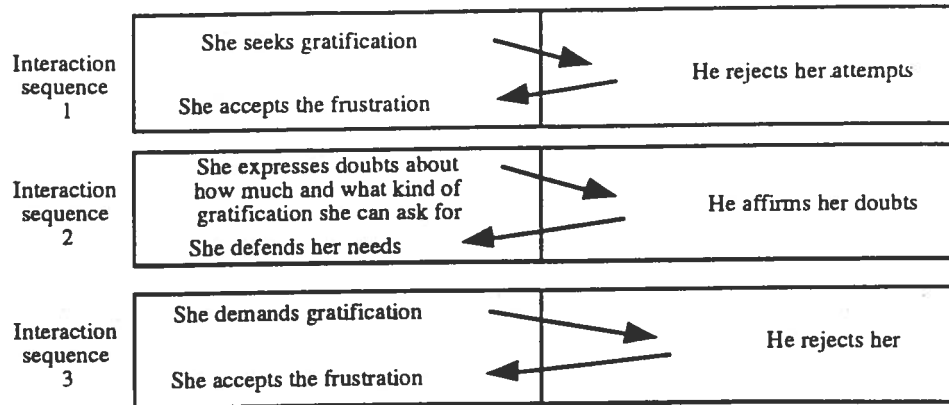 Interaction
sequence
1
She seeks gratification
He rejects her attempts
She accepts the frustration
Interaction
sequence
2
She expresses doubts about
how much and what kind of
gratification she can ask for
He affirms her doubts
She defends her needs
Interaction
sequence
3
She demands gratification
He rejects her
She accepts the frustration